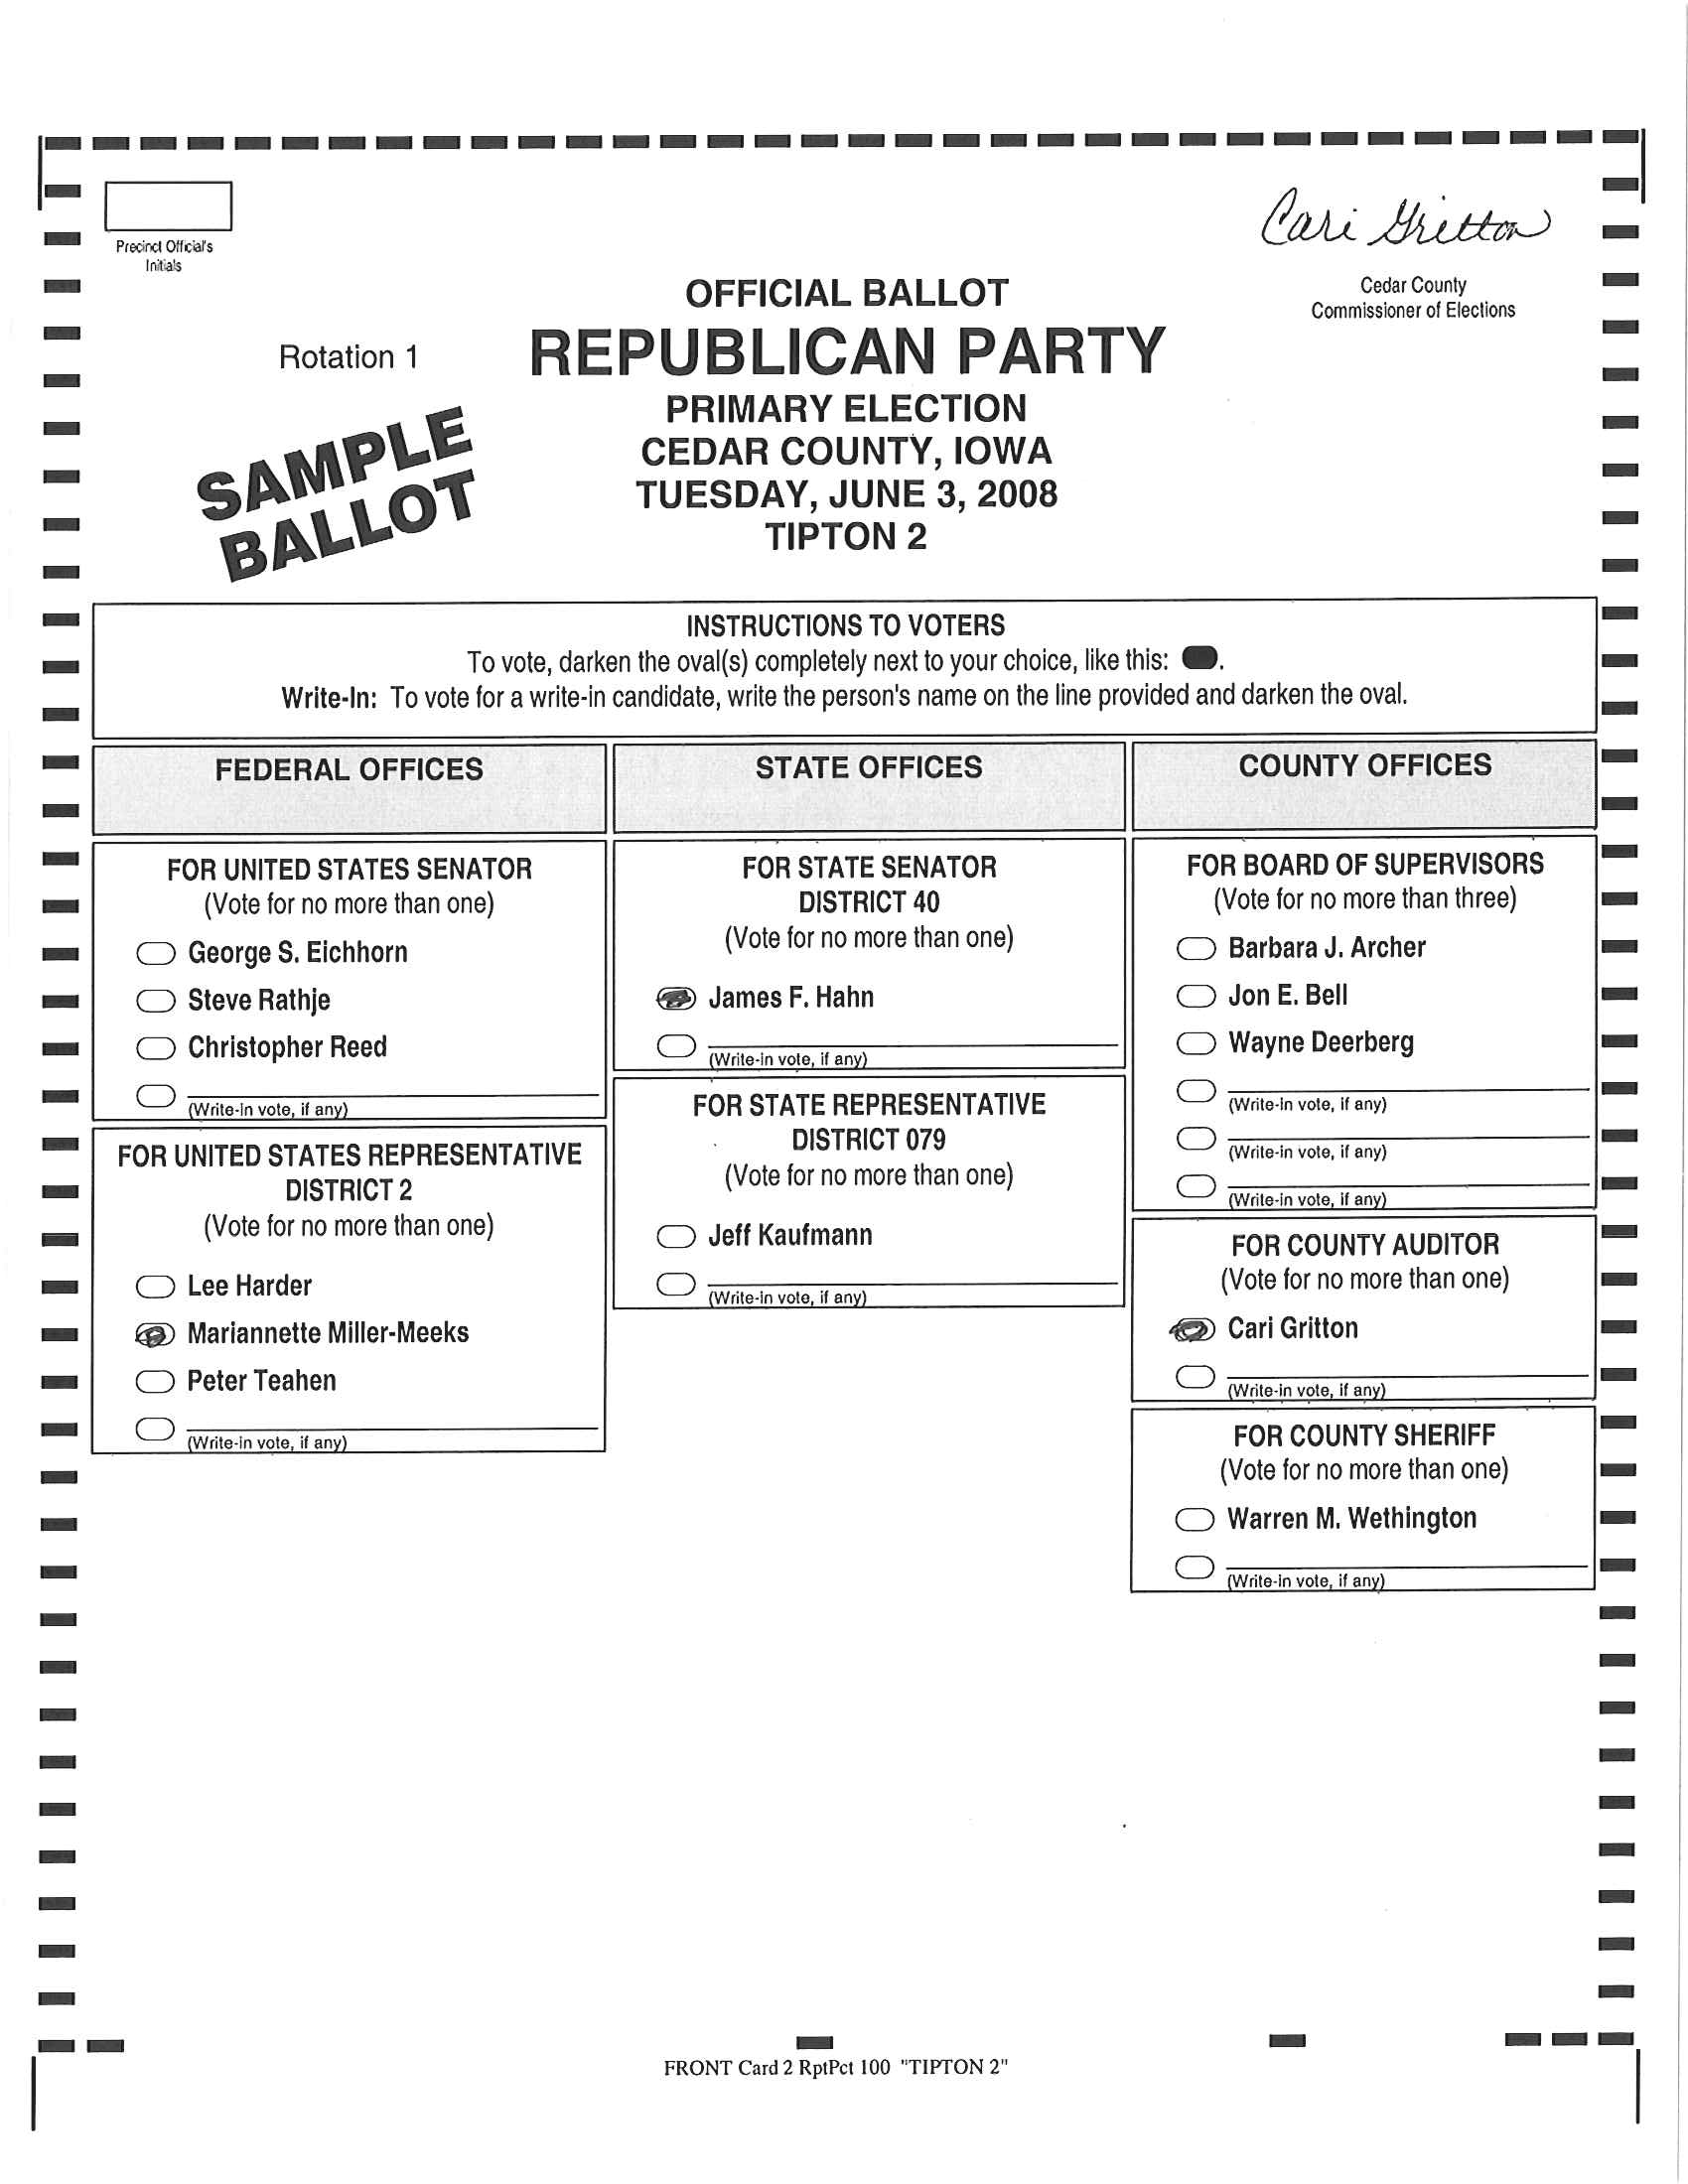 Precinct Official's
Initials
Cari Gritton
Cedar County
Commissioner of Elections
OFFICIAL BALLOT
Rotation 1
REPUBLICAN PARTY
PRIMARY ELECTION
CEDAR COUNTY, IOWA
TUESDAY, JUNE 3, 2008
TIPTON 2
SAMPLE
BALLOT
INSTRUCTIONS TO VOTERS
To vote, darken the oval(s) completely next to your choice, like this: .
Write-In: To vote for a write-in candidate, write the person's name on the line provided and darken the oval.
FEDERAL OFFICES
FOR UNITED STATES SENATOR
(Vote for no more than one)
George S. Eichhorn
Steve Rathje
Christopher Reed
(Write-in vote, if any)
FOR UNITED STATES REPRESENTATIVE
DISTRICT 2
(Vote for no more than one)
Lee Harder
Mariannette Miller-Meeks
Peter Teahen
(Write-in vote, if any)
STATE OFFICES
FOR STATE SENATOR
DISTRICT 40
(Vote for no more than one)
James F. Hahn
(Write-in vote, if any)
FOR STATE REPRESENTATIVE
DISTRICT 079
(Vote for no more than one)
Jeff Kaufmann
(Write-in vote, if any)
COUNTY OFFICES
FOR BOARD OF SUPERVISORS
(Vote for no more than three)
Barbara J. Archer
Jon E. Bell
Wayne Deerberg
(Write-in vote, if any)
(Write-in vote, if any)
(Write-in vote, if any)
FOR COUNTY AUDITOR
(Vote for no more than one)
Cari Gritton
(Write-in vote, if any)
FOR COUNTY SHERIFF
(Vote for no more than one)
Warren M. Wethington
(Write-in vote, if any)
FRONT Card 2 RptPct 100 "TIPTON 2"